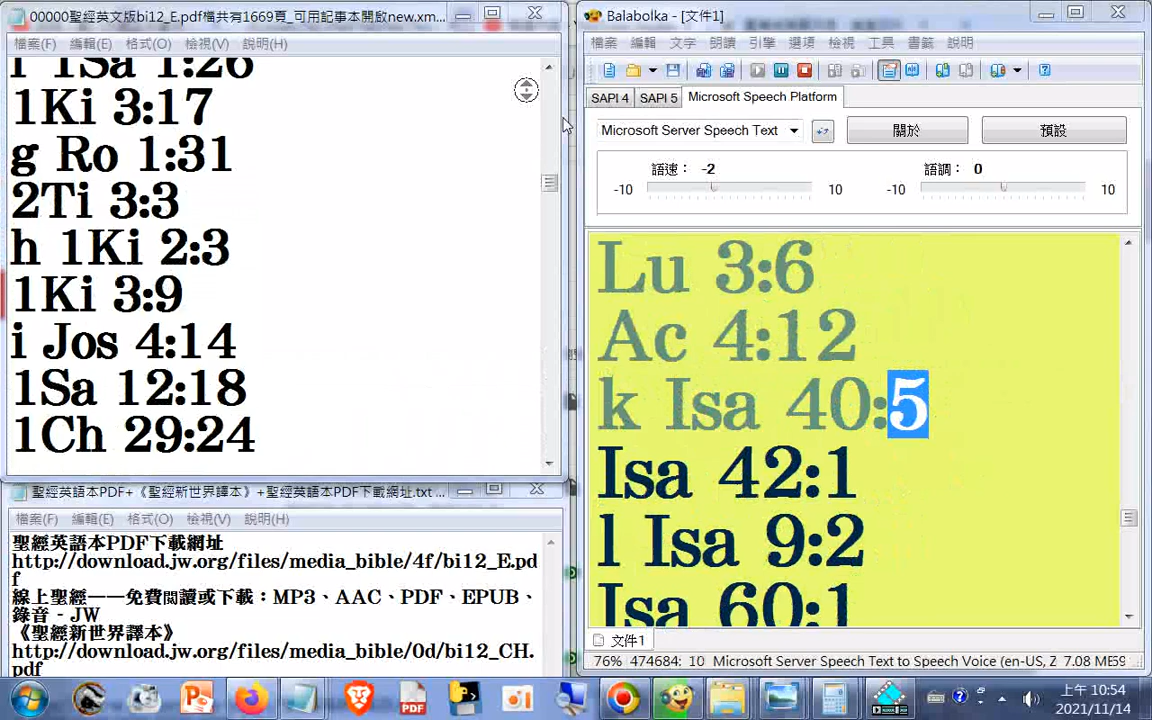 00000聖經英文版bi12_E.pdf檔共有1669頁_可用記事本開啟new.xm...
檔案(F) 編輯(E) 格式(O) 檢視(V) 說明(H)
l 1Sa 1:26
1Ki 3:17
g Ro 1:31
2Ti 3:3
h 1Ki 2:3
1Ki 3:9
i Jos 4:14
1Sa 12:18
1Ch 29:24
聖經英語本PDF+《聖經新世界譯本》+聖經英語本PDF下載網址.txt ...
檔案(F) 編輯(E) 格式(O) 檢視(V) 說明(H)
聖經英語本PDF下載網址
http://download.jw.org/files/media_bible/4f/bi12_E.pd
f
線上聖經——免費閱讀或下載：MP3、AAC、PDF、EPUB、
錄音 - JW
《聖經新世界譯本》
http://download.jw.org/files/media_bible/0d/bi12_CH.
pdf
Balabolka - [文件1]
檔案 編輯 文字 朗讀 引擎 選項 檢視 工具 書籤 說明
SAPI 4 SAPI 5 Microsoft Speech Platform
Microsoft Server Speech Text 關於 預設
語速： -2 語調： 0
-10 10 -10 10
Lu 3:6
Ac 4:12
k Isa 40:5
Isa 42:1
l Isa 9:2
Isa 60:1
文件1
76% 474684: 10 Microsoft Server Speech Text to Speech Voice (en-US, Z 7.08 ME59
PDF
上午 10:54
2021/11/14